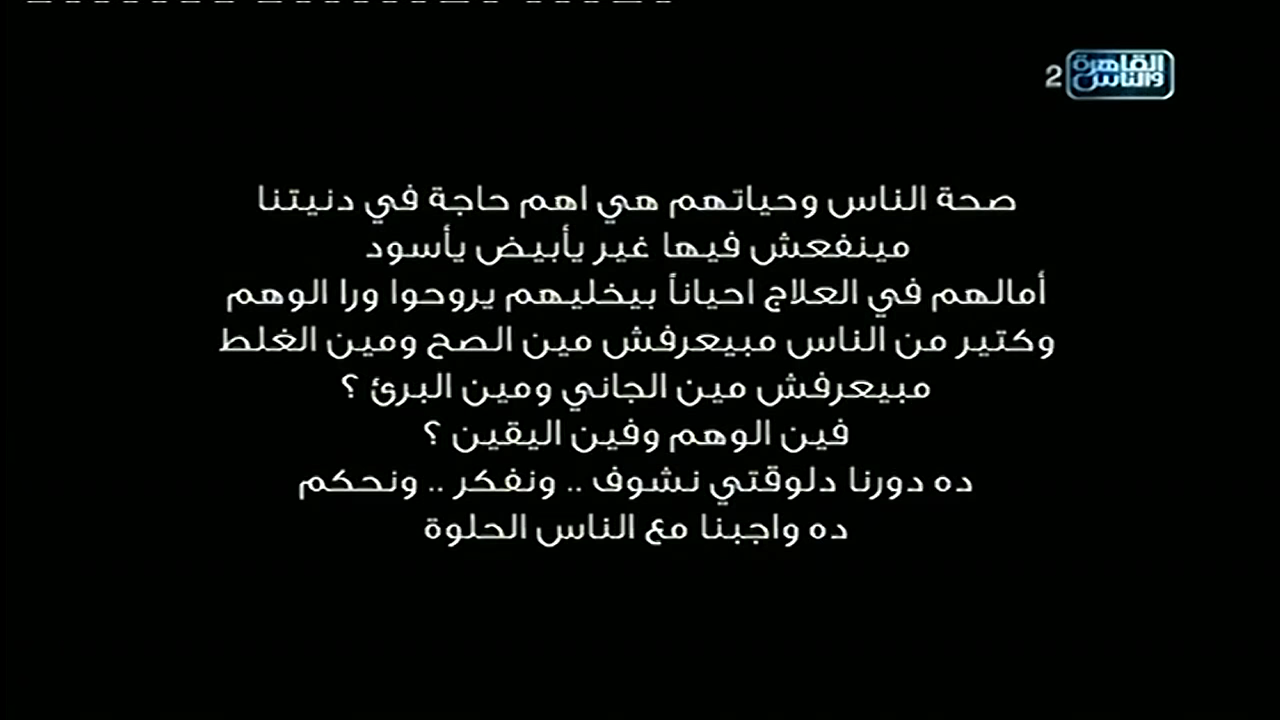 القاهرة
والناس
2
صحة الناس وحياتهم هي اهم حاجة في دنيتنا
مينفعش فيها غير يأبيض يأسود
أمالهم في العلاج احياناً بيخليهم يروحوا ورا الوهم
وكتير من الناس مبيعرفش مين الصح ومين الغلط
مبيعرفش مين الجاني ومين البرئ ؟
فين الوهم وفين اليقين ؟
ده دورنا دلوقتي نشوف .. ونفكر .. ونحكم
ده واجبنا مع الناس الحلوة